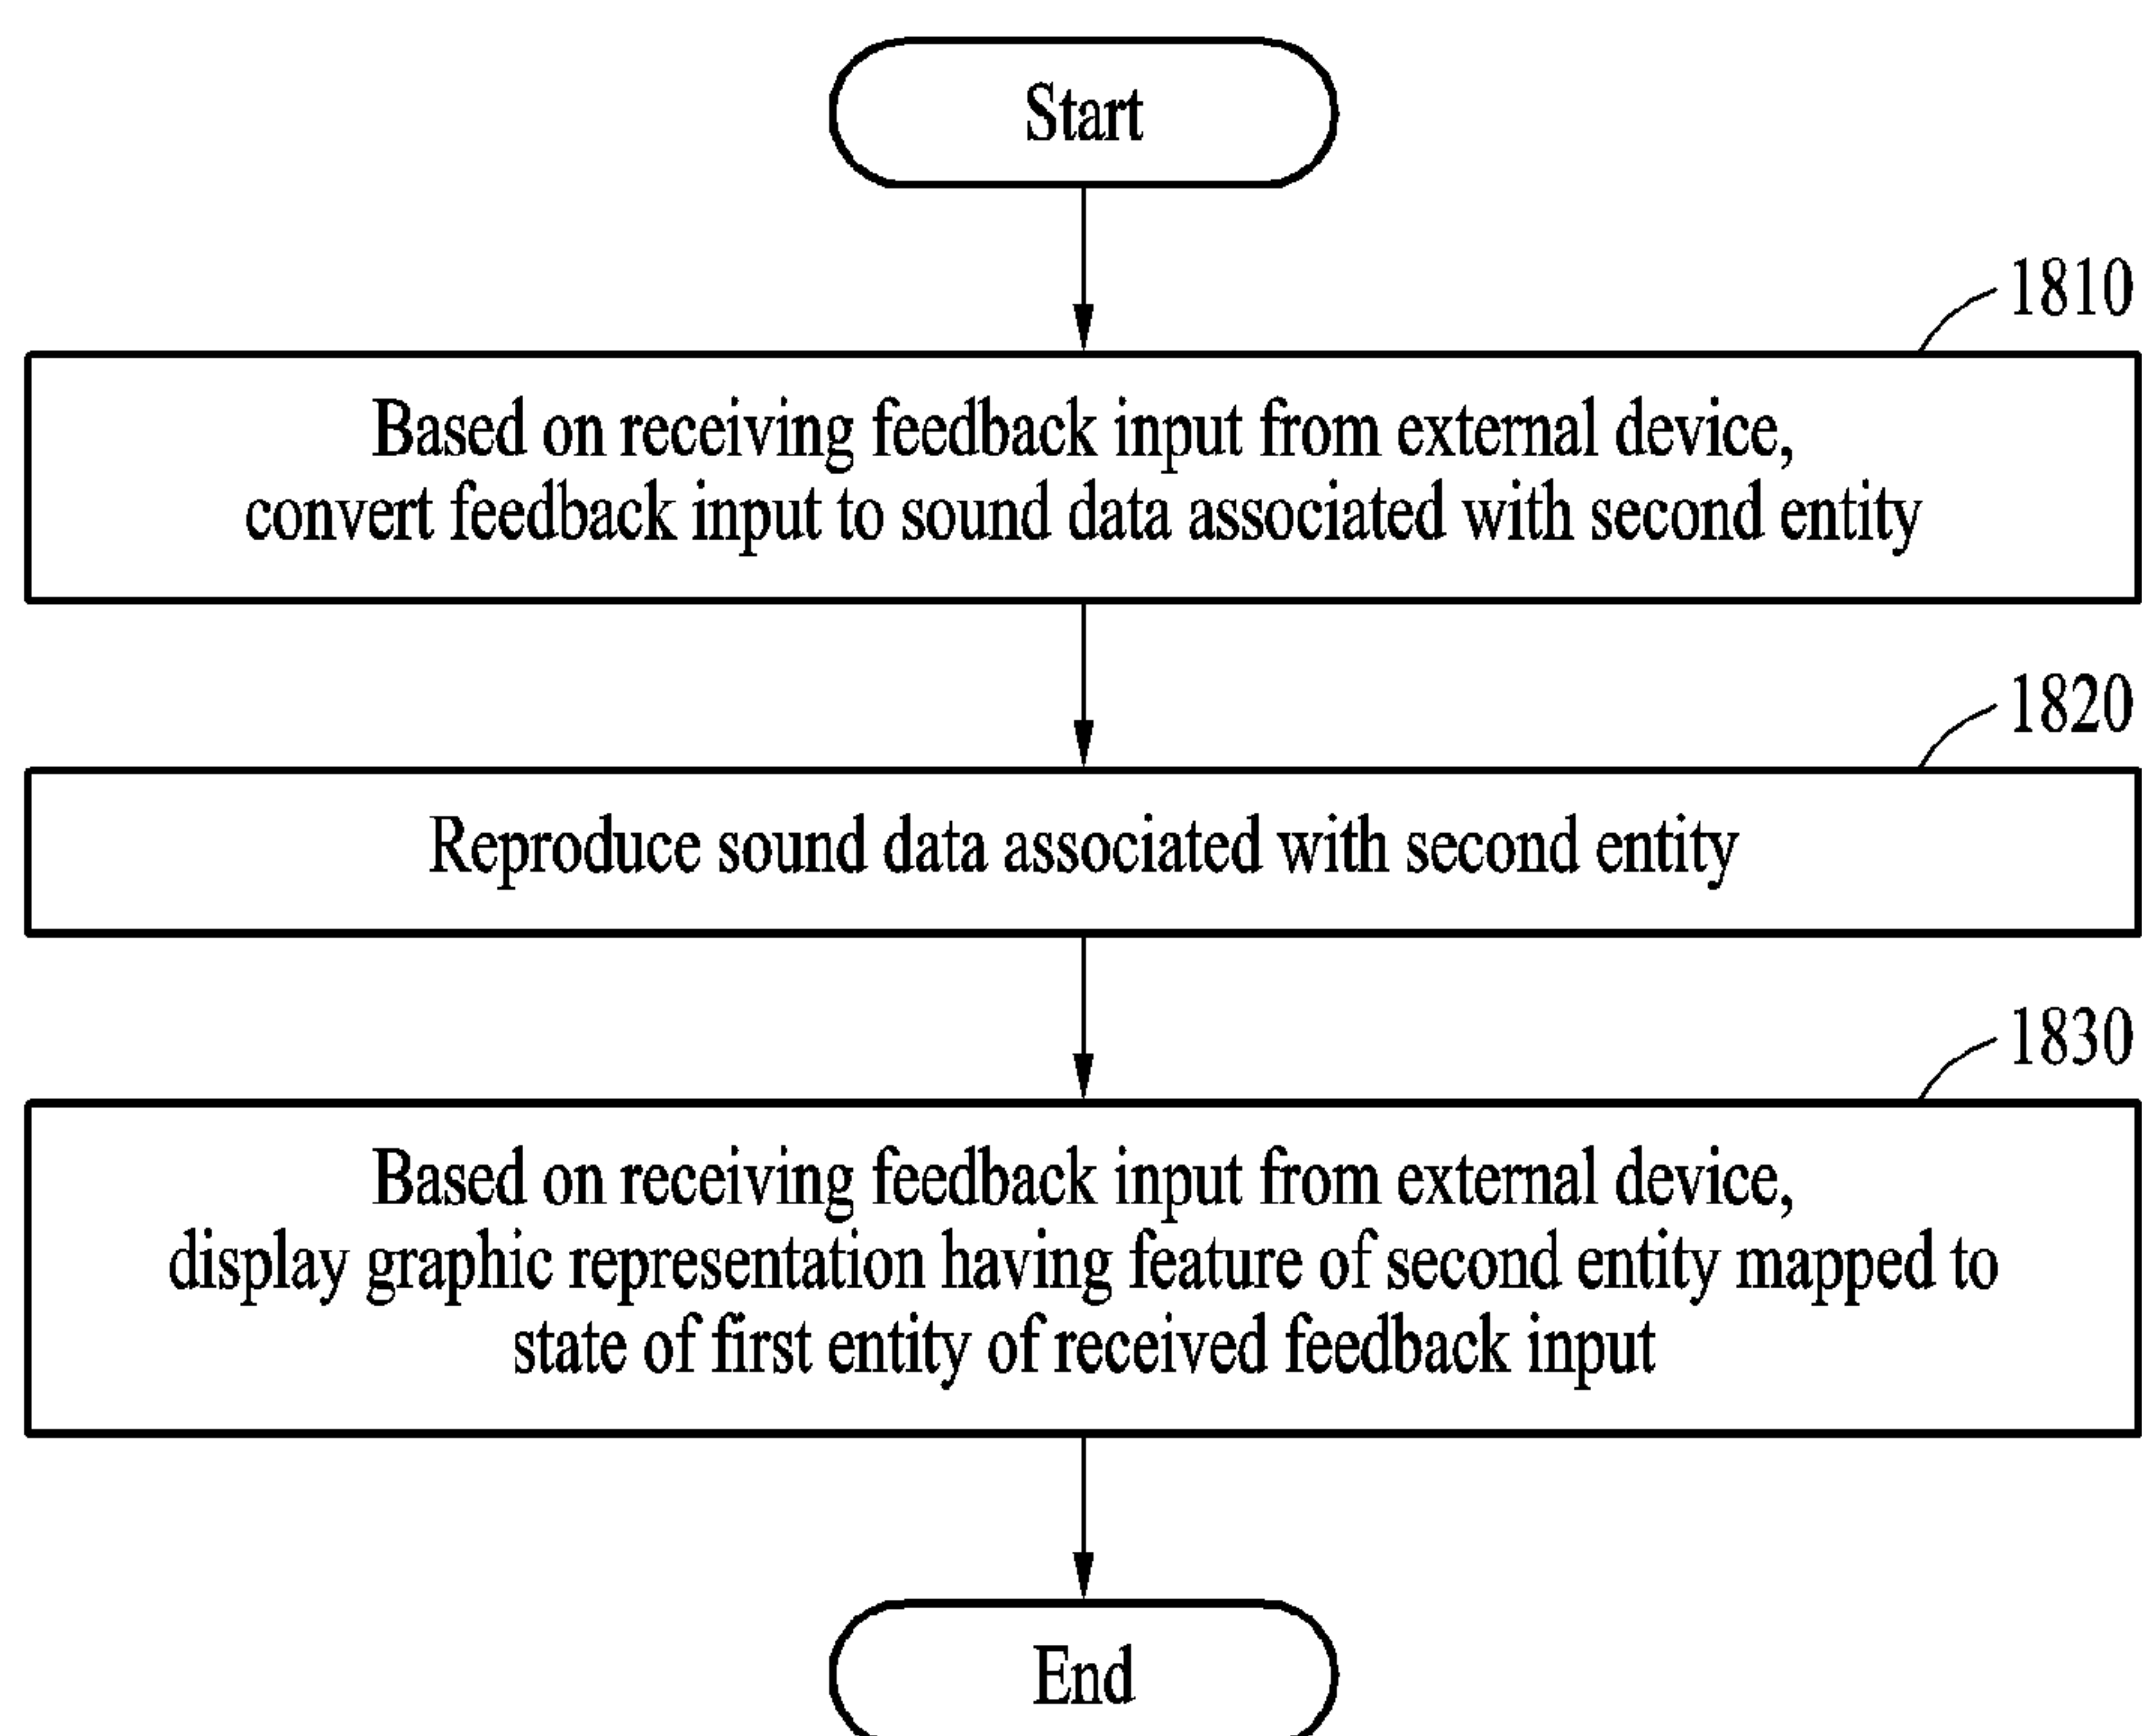 Start
1810
Based on receiving feedback input from external device,
convert feedback input to sound data associated with second entity
1820
Reproduce sound data associated with second entity
1830
Based on receiving feedback input from external device,
display graphic representation having feature of second entity mapped to
state of first entity of received feedback input
End